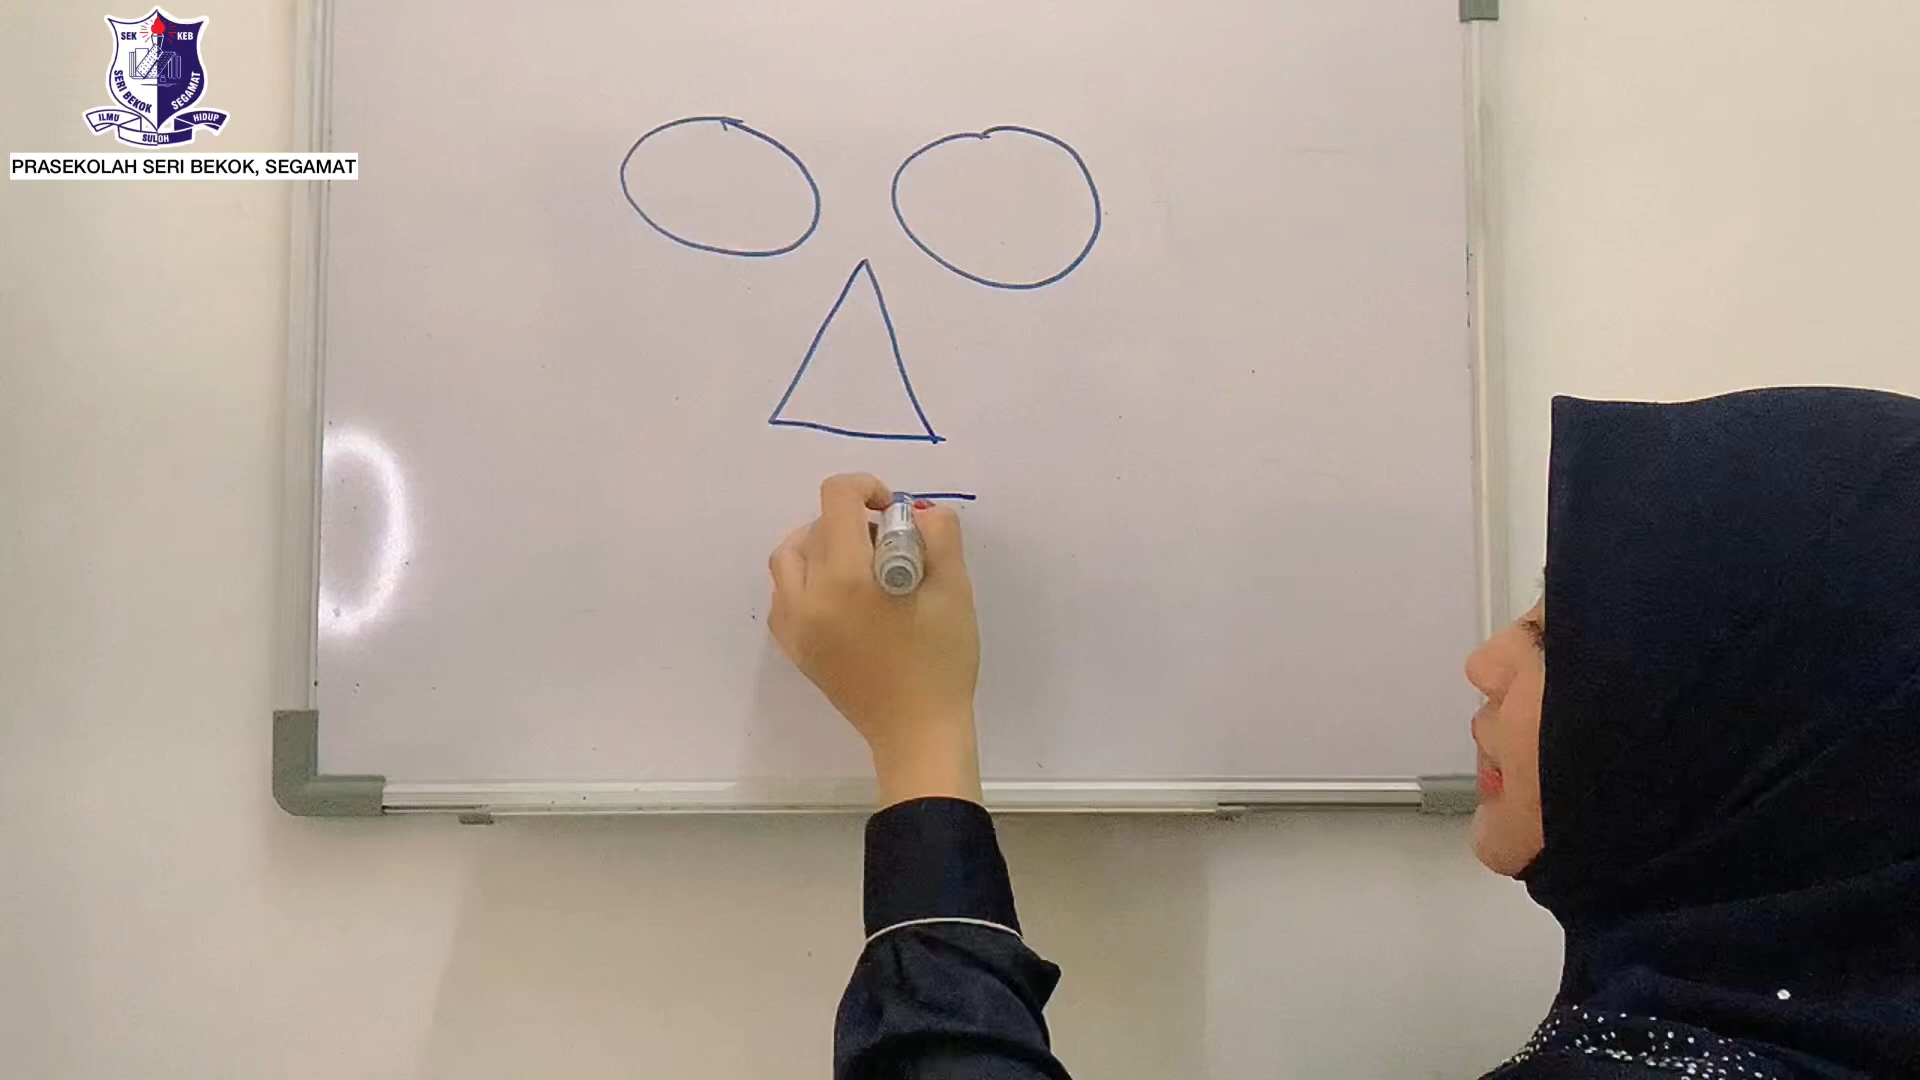 SEK KEB
SERI BEKOK SEGAMAT
ILMU SULOH HIDUP
PRASEKOLAH SERI BEKOK, SEGAMAT